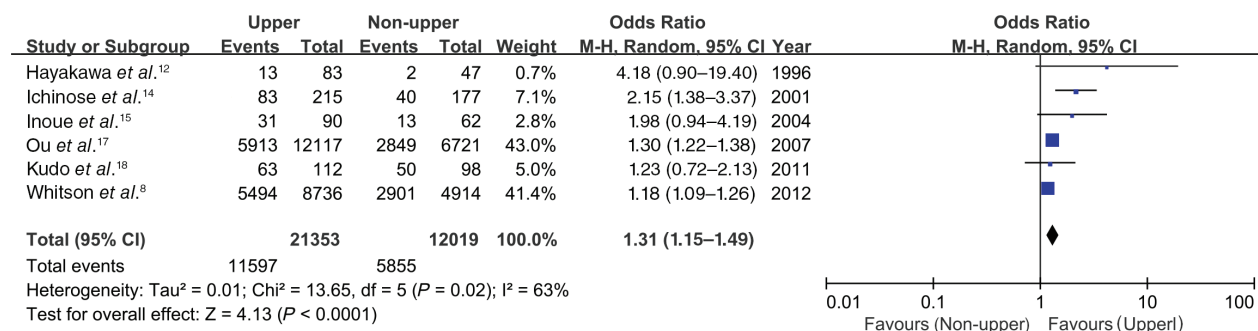 Upper Non-upper Odds Ratio Odds Ratio
Study or Subgroup Events Total Events Total Weight M-H, Random, 95% CI Year M-H, Random, 95% CI
Hayakawa et al.¹² 13 83 2 47 0.7% 4.18 (0.90–19.40) 1996
Ichinose et al.¹⁴ 83 215 40 177 7.1% 2.15 (1.38–3.37) 2001
Inoue et al.¹⁵ 31 90 13 62 2.8% 1.98 (0.94–4.19) 2004
Ou et al.¹⁷ 5913 12117 2849 6721 43.0% 1.30 (1.22–1.38) 2007
Kudo et al.¹⁸ 63 112 50 98 5.0% 1.23 (0.72–2.13) 2011
Whitson et al.⁸ 5494 8736 2901 4914 41.4% 1.18 (1.09–1.26) 2012
Total (95% CI) 21353 12019 100.0% 1.31 (1.15–1.49)
Total events 11597 5855
Heterogeneity: Tau² = 0.01; Chi² = 13.65, df = 5 (P = 0.02); I² = 63%
Test for overall effect: Z = 4.13 (P < 0.0001)
0.01 0.1 1 10 100
Favours (Non-upper) Favours (Upperl)